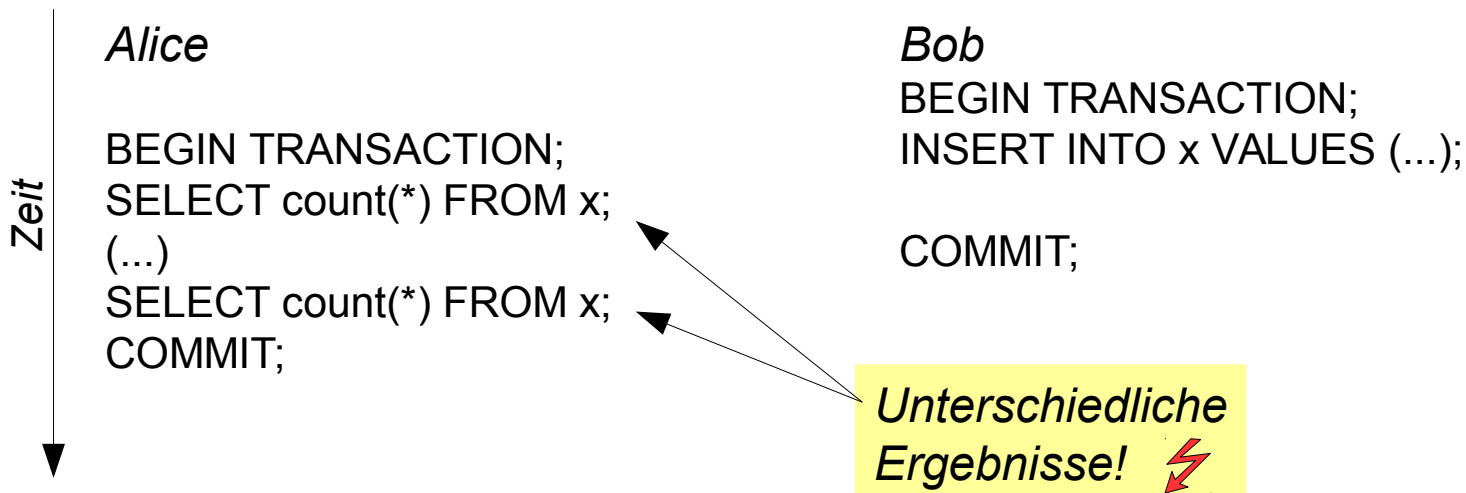 Zeit
Alice
BEGIN TRANSACTION;
SELECT count(*) FROM x;
(...)
SELECT count(*) FROM x;
COMMIT;
Bob
BEGIN TRANSACTION;
INSERT INTO x VALUES (...);
COMMIT;
Unterschiedliche
Ergebnisse!